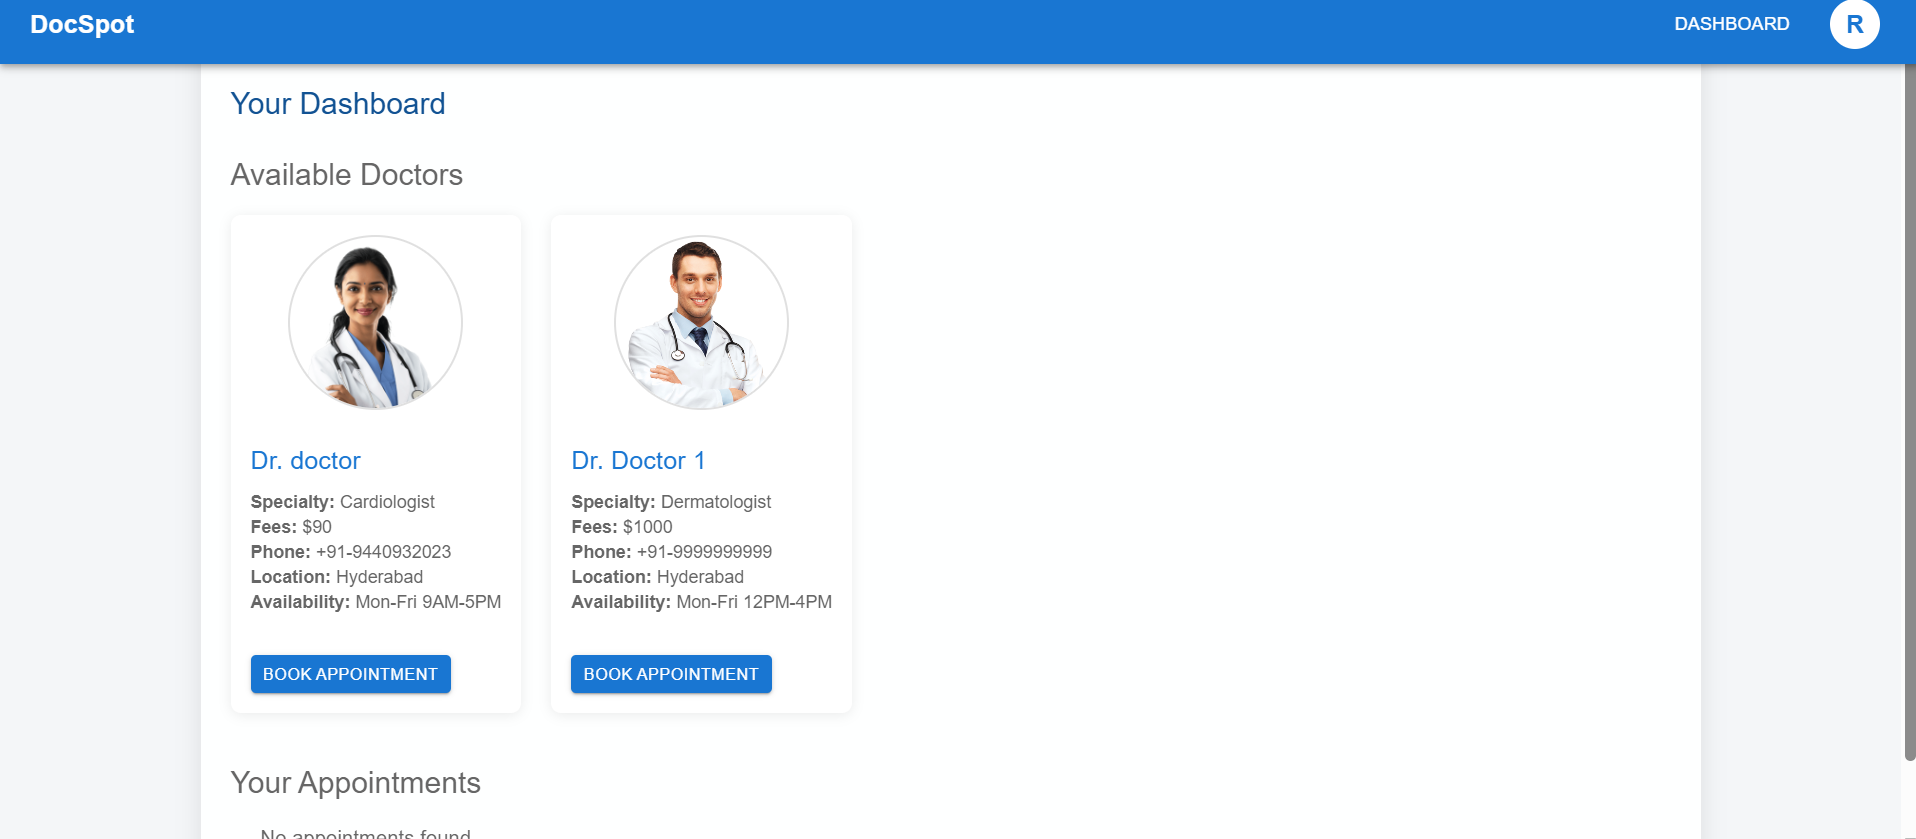 DocSpot
DASHBOARD
R
Your Dashboard
Available Doctors
Dr. doctor
Specialty: Cardiologist
Fees: $90
Phone: +91-9440932023
Location: Hyderabad
Availability: Mon-Fri 9AM-5PM
BOOK APPOINTMENT
Dr. Doctor 1
Specialty: Dermatologist
Fees: $1000
Phone: +91-9999999999
Location: Hyderabad
Availability: Mon-Fri 12PM-4PM
BOOK APPOINTMENT
Your Appointments
No appointments found